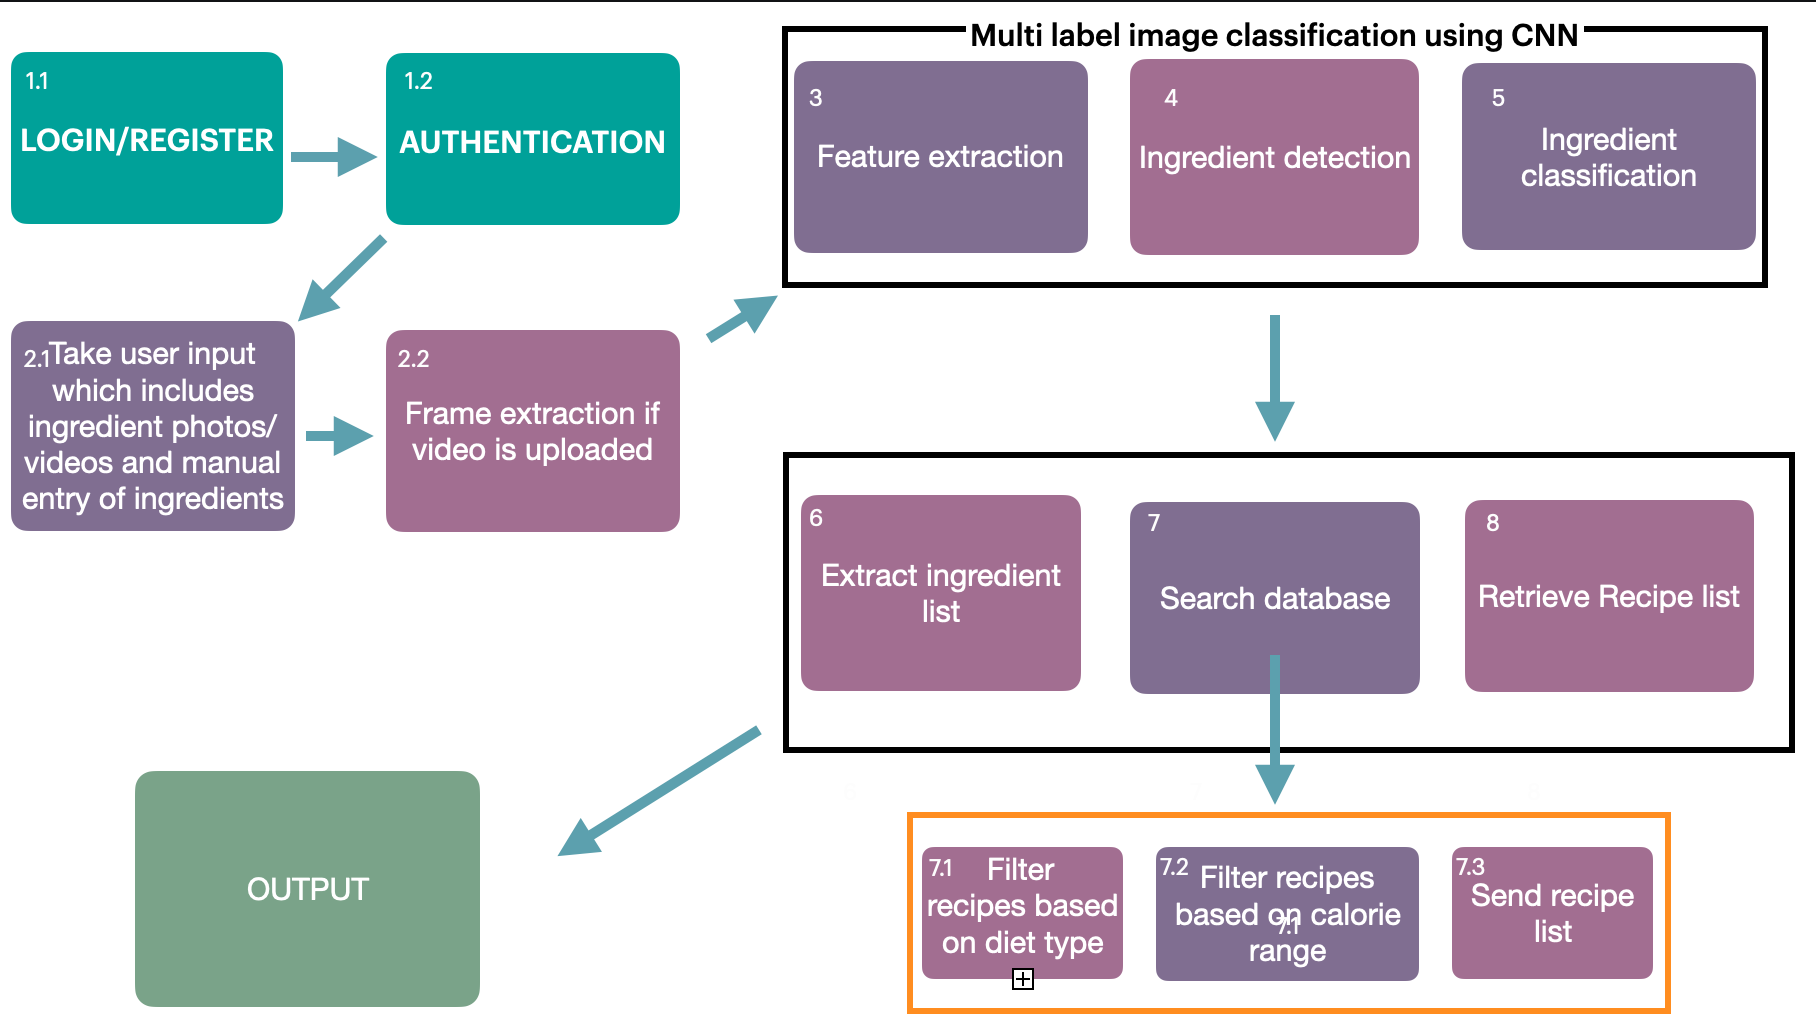 1.1
LOGIN/REGISTER
1.2
AUTHENTICATION
Multi label image classification using CNN
3
Feature extraction
4
Ingredient detection
5
Ingredient
classification
2.1 Take user input
which includes
ingredient photos/
videos and manual
entry of ingredients
2.2
Frame extraction if
video is uploaded
6
Extract ingredient
list
7
Search database
8
Retrieve Recipe list
OUTPUT
7.1 Filter
recipes based
on diet type
7.2 Filter recipes
based on calorie
7.1
range
7.3
Send recipe
list